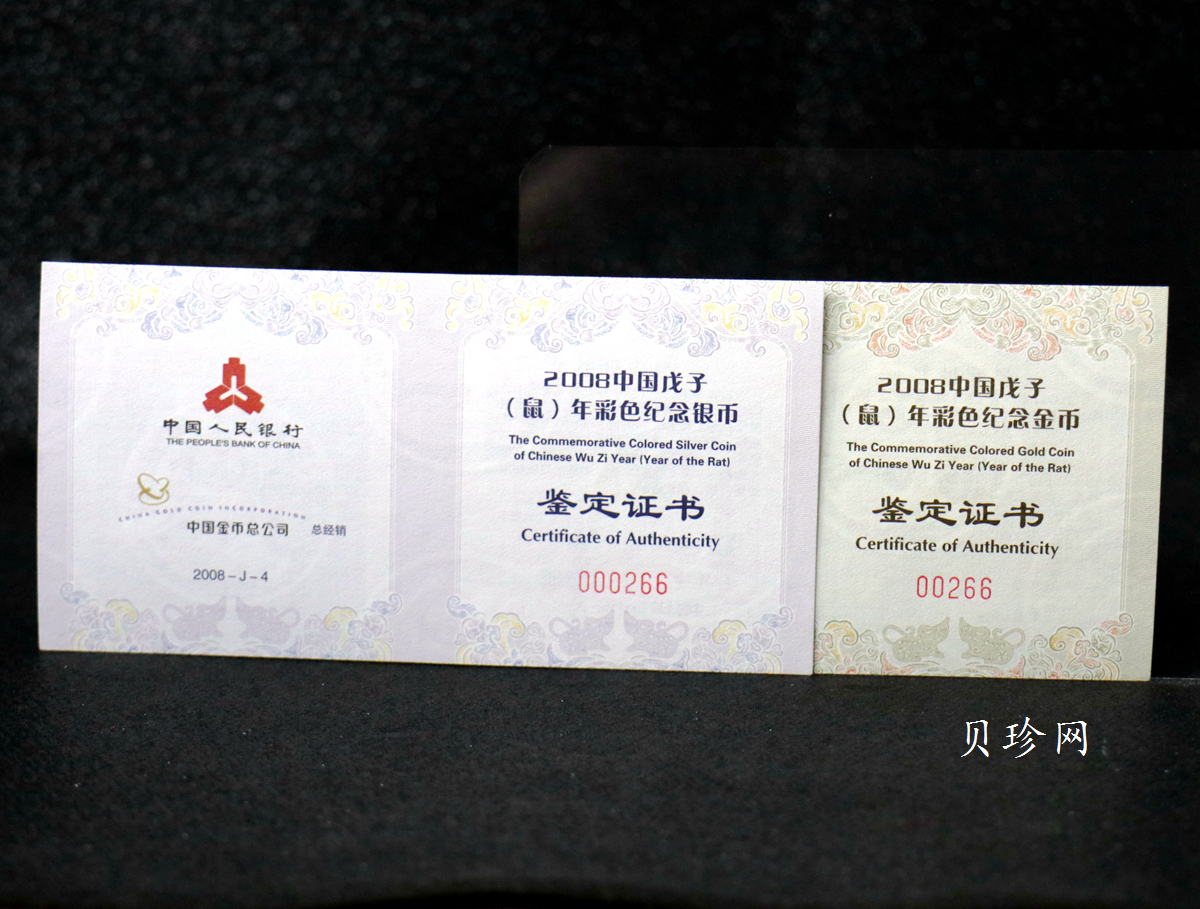 中国人民银行
THE PEOPLE'S BANK OF CHINA
CHINA GOLD COIN INCORPORATION
中国金币总公司 总经销
2008-J-4
2008中国戊子
（鼠）年彩色纪念银币
The Commemorative Colored Silver Coin
of Chinese Wu Zi Year (Year of the Rat)
鉴定证书
Certificate of Authenticity
000266
2008中国戊子
（鼠）年彩色纪念金币
The Commemorative Colored Gold Coin
of Chinese Wu Zi Year (Year of the Rat)
鉴定证书
Certificate of Authenticity
00266
贝珍网